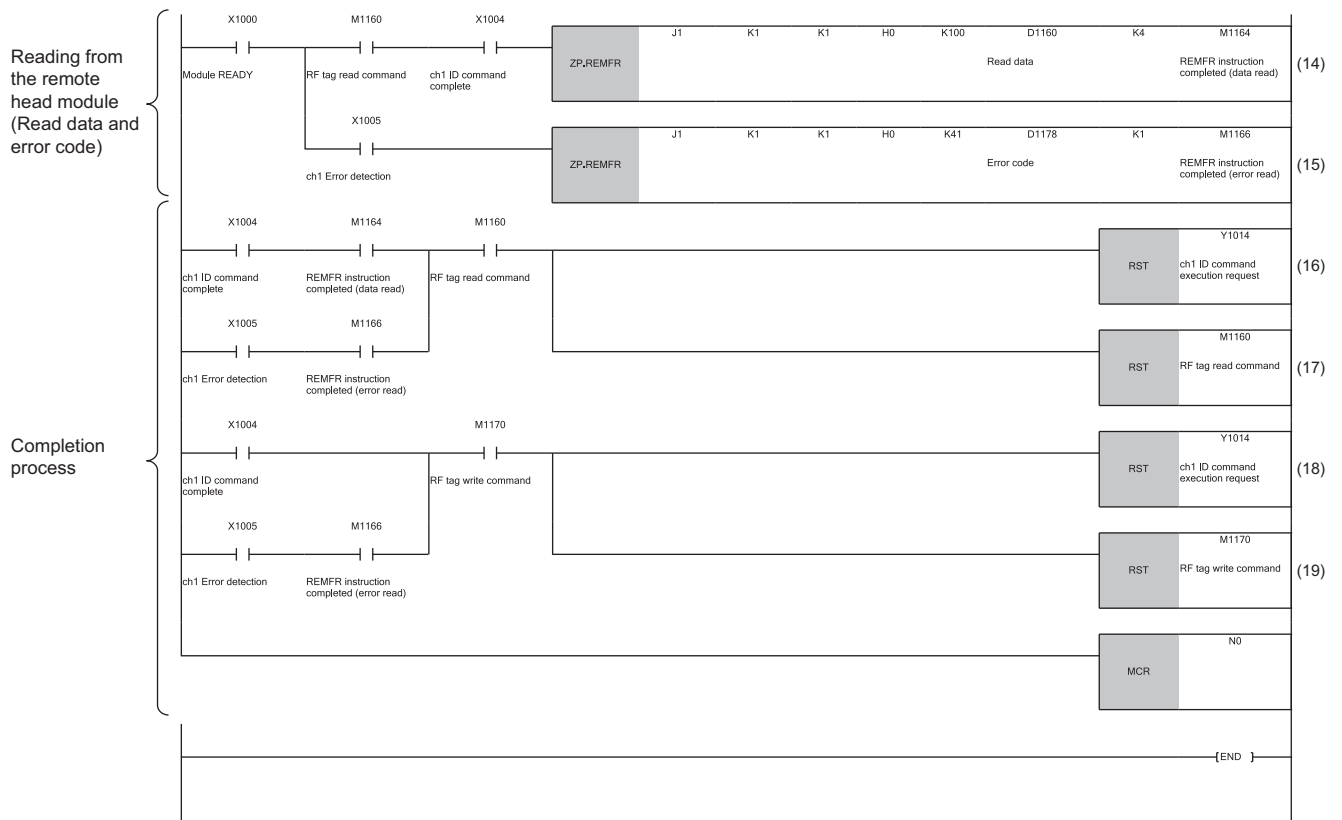 X1000 M1160 X1004
J1 K1 K1 H0 K100 D1160 K4 M1164
Reading from
the remote
head module
(Read data and
error code)
ZP.REMFR
Read data
REMFR instruction
completed (data read)
(14)
Module READY
RF tag read command
ch1 ID command
complete
X1005
J1 K1 K1 H0 K41 D1178 K1 M1166
ZP.REMFR
Error code
REMFR instruction
completed (error read)
(15)
ch1 Error detection
X1004 M1164 M1160
Y1014
ch1 ID command
complete
REMFR instruction
completed (data read)
RF tag read command
RST
ch1 ID command
execution request
(16)
X1005 M1166
M1160
ch1 Error detection
REMFR instruction
completed (error read)
RST
RF tag read command
(17)
Completion
process
X1004 M1170
Y1014
ch1 ID command
complete
RF tag write command
RST
ch1 ID command
execution request
(18)
X1005 M1166
M1170
ch1 Error detection
REMFR instruction
completed (error read)
RST
RF tag write command
(19)
N0
MCR
[END ]